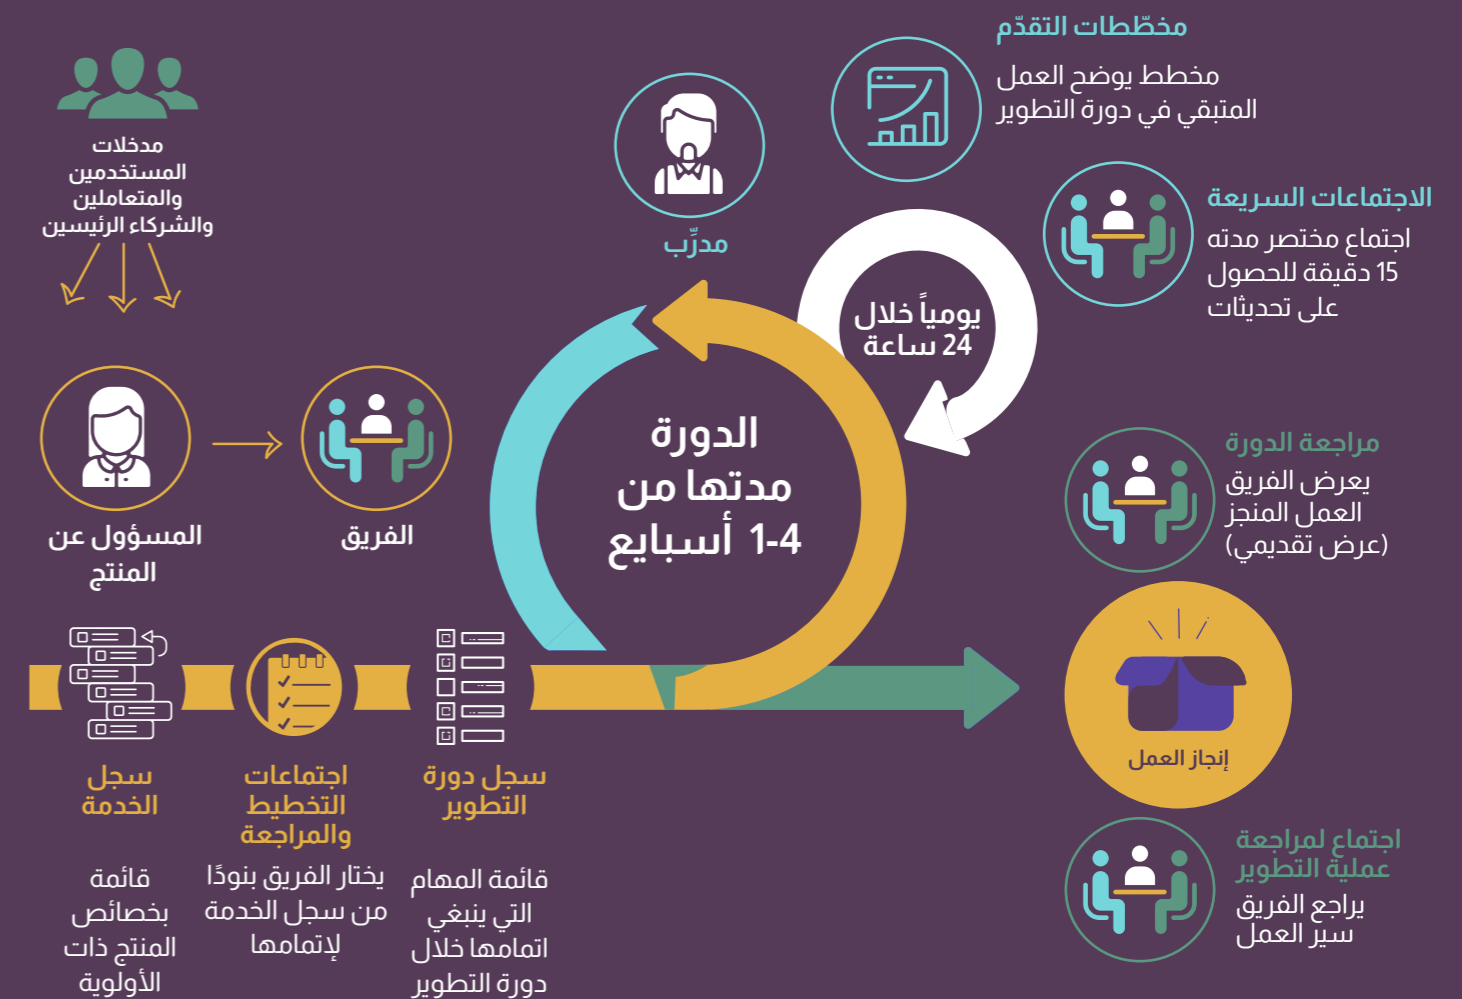 مخطّطات التقدّم
مخطط يوضح العمل
المتبقي في دورة التطوير
مدخلات
المستخدمين
والمتعاملين
والشركاء الرئيسين
مدرِّب
الاجتماعات السريعة
اجتماع مختصر مدته
15 دقيقة للحصول
على تحديثات
يومياً خلال
24 ساعة
الدورة
مدتها من
1-4 أسبايع
مراجعة الدورة
يعرض الفريق
العمل المنجز
(عرض تقديمي)
الفريق
المسؤول عن
المنتج
إنجاز العمل
سجل دورة
التطوير
قائمة المهام
التي ينبغي
اتمامها خلال
دورة التطوير
اجتماعات
التخطيط
والمراجعة
يختار الفريق بنودًا
من سجل الخدمة
لإتمامها
سجل
الخدمة
قائمة
بخصائص
المنتج ذات
الأولوية
اجتماع لمراجعة
عملية التطوير
يراجع الفريق
سير العمل